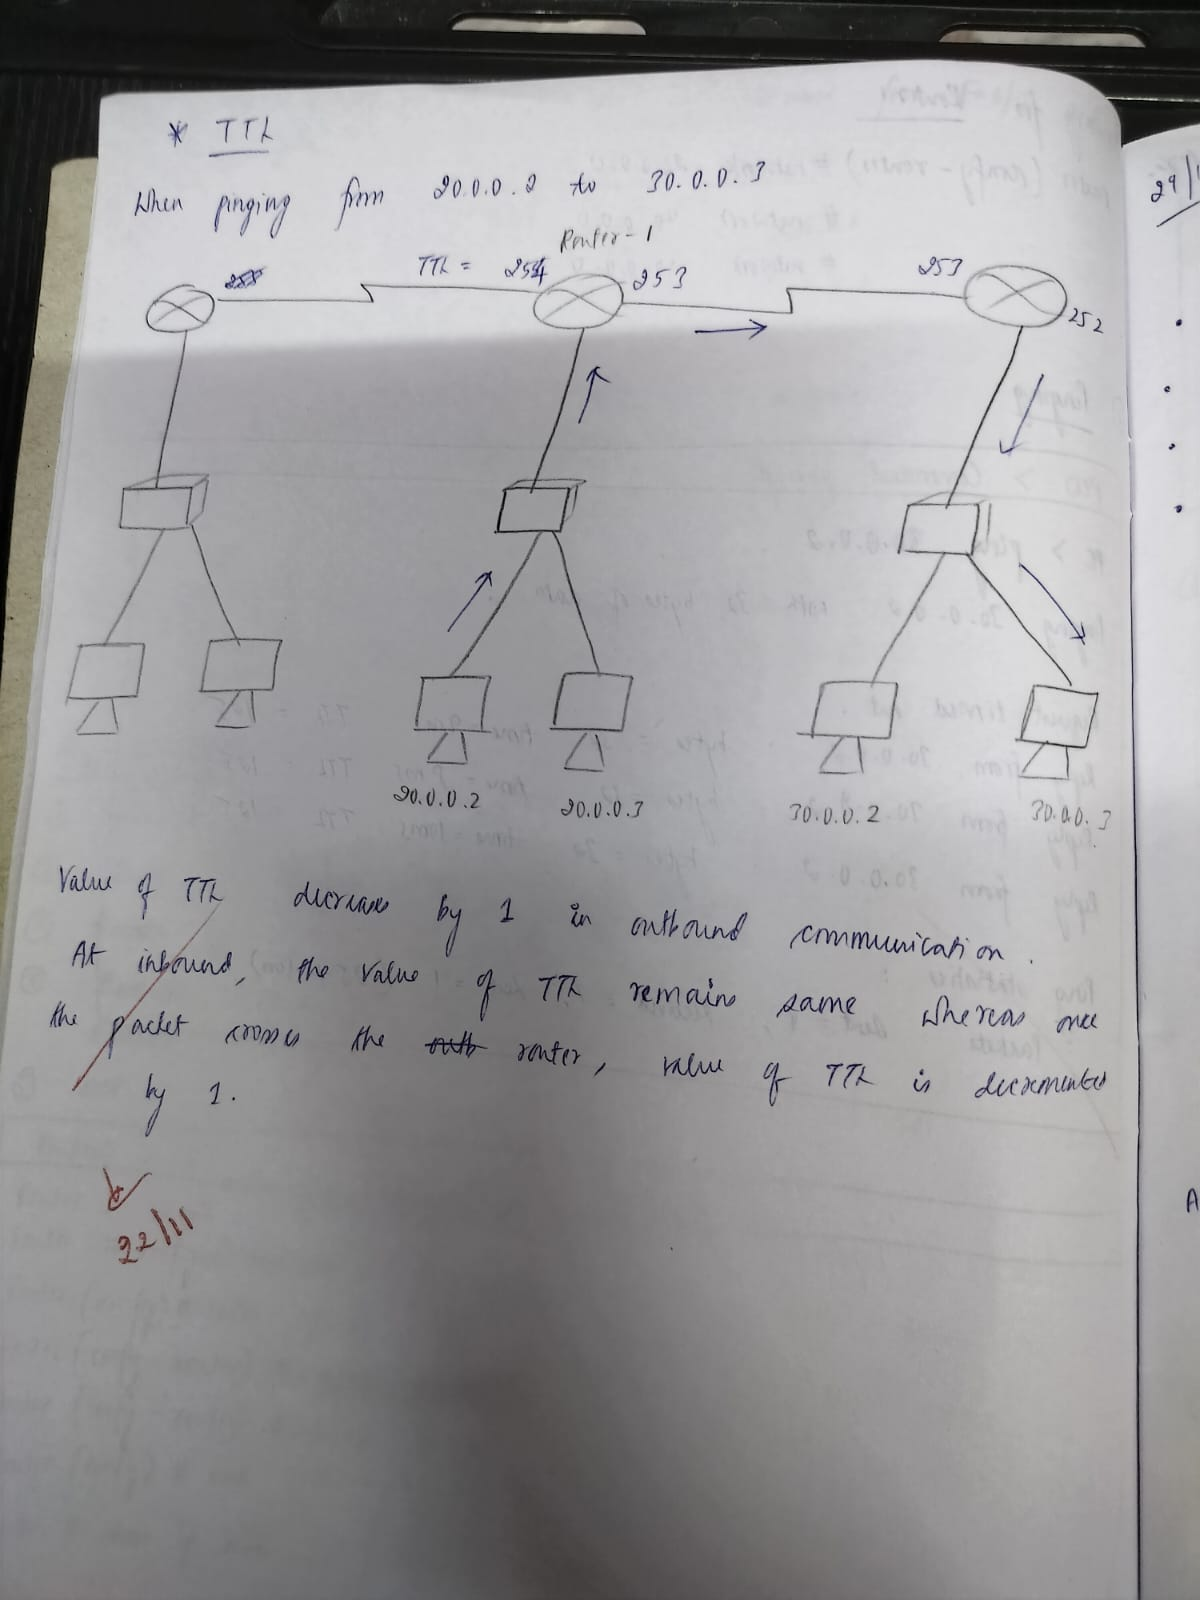 * TTL
When pinging from 20.0.0.2 to 30.0.0.3
Router-1
TTL = 254 253 253
252
20.0.0.2 20.0.0.3 30.0.0.2 30.0.0.3
Value of TTL decreases by 1 in outbound communication.
At inbound, the value of TTL remains same whereas once
the packet crosses the router, value of TTL is decremented
by 1.
22/11